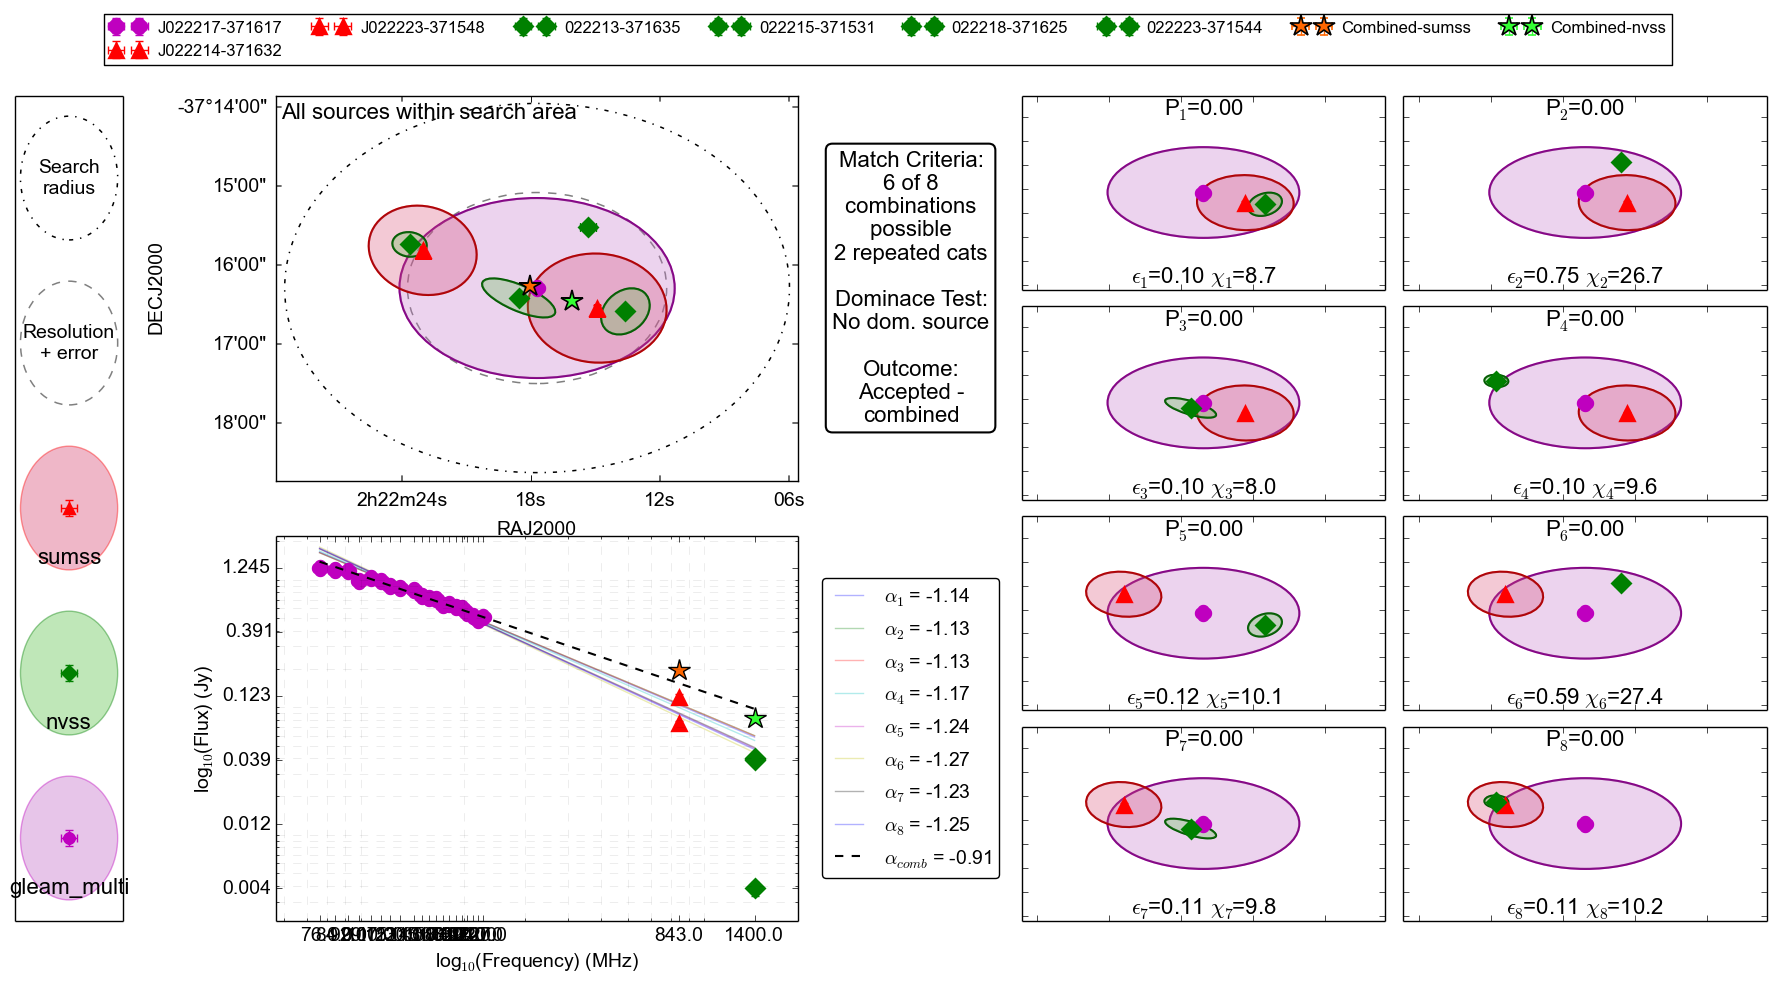 J022217-371617
J022223-371548
022213-371635
022215-371531
022218-371625
022223-371544
Combined-sumss
Combined-nvss
J022214-371632
Search
radius
Resolution
+ error
sumss
nvss
gleam_multi
All sources within search area
DECJ2000
-37°14'00"
15'00"
16'00"
17'00"
18'00"
2h22m24s
18s
12s
06s
RAJ2000
Match Criteria:
6 of 8
combinations
possible
2 repeated cats
Dominace Test:
No dom. source
Outcome:
Accepted -
combined
log10(Flux) (Jy)
1.245
0.391
0.123
0.039
0.012
0.004
843.0
1400.0
log10(Frequency) (MHz)
α1 = -1.14
α2 = -1.13
α3 = -1.13
α4 = -1.17
α5 = -1.24
α6 = -1.27
α7 = -1.23
α8 = -1.25
αcomb = -0.91
P1=0.00
ϵ1=0.10 χ1=8.7
P2=0.00
ϵ2=0.75 χ2=26.7
P3=0.00
ϵ3=0.10 χ3=8.0
P4=0.00
ϵ4=0.10 χ4=9.6
P5=0.00
ϵ5=0.12 χ5=10.1
P6=0.00
ϵ6=0.59 χ6=27.4
P7=0.00
ϵ7=0.11 χ7=9.8
P8=0.00
ϵ8=0.11 χ8=10.2